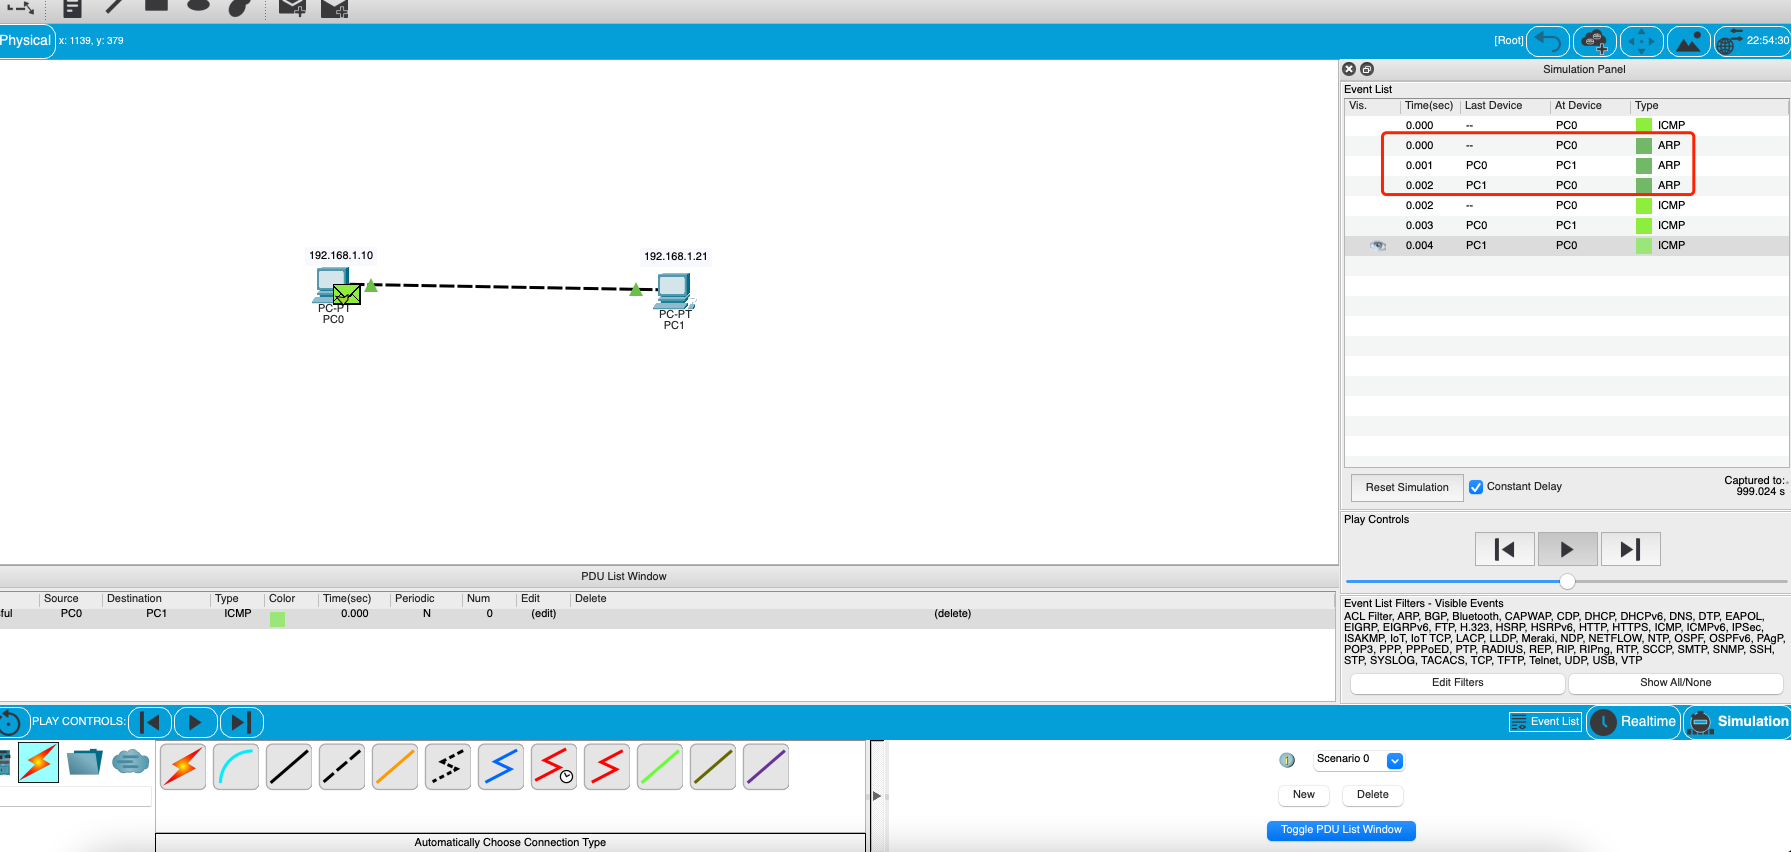 Physical x: 1139, y: 379 [Root] 22:54:30
Simulation Panel
Event List
Vis. Time(sec) Last Device At Device Type
0.000 -- PC0 ICMP
0.000 -- PC0 ARP
0.001 PC0 PC1 ARP
0.002 PC1 PC0 ARP
0.002 -- PC0 ICMP
0.003 PC0 PC1 ICMP
0.004 PC1 PC0 ICMP
192.168.1.10
PC-PT
PC0
192.168.1.21
PC-PT
PC1
Reset Simulation Constant Delay
Captured to:
999.024 s
Play Controls
Event List Filters - Visible Events
ACL Filter, ARP, BGP, Bluetooth, CAPWAP, CDP, DHCP, DHCPv6, DNS, DTP, EAPOL,
EIGRP, EIGRPv6, FTP, H.323, HSRP, HSRPv6, HTTP, HTTPS, ICMP, ICMPv6, IPSec,
ISAKMP, IoT, IoT TCP, LACP, LLDP, Meraki, NDP, NETFLOW, NTP, OSPF, OSPFv6, PAgP,
POP3, PPP, PPPoED, PTP, RADIUS, REP, RIP, RIPng, RTP, SCCP, SMTP, SNMP, SSH,
STP, SYSLOG, TACACS, TCP, TFTP, Telnet, UDP, USB, VTP
Edit Filters Show All/None
PDU List Window
Source Destination Type Color Time(sec) Periodic Num Edit Delete
ful PC0 PC1 ICMP 0.000 N 0 (edit) (delete)
PLAY CONTROLS: Event List Realtime Simulation
Scenario 0
New Delete
Toggle PDU List Window
Automatically Choose Connection Type